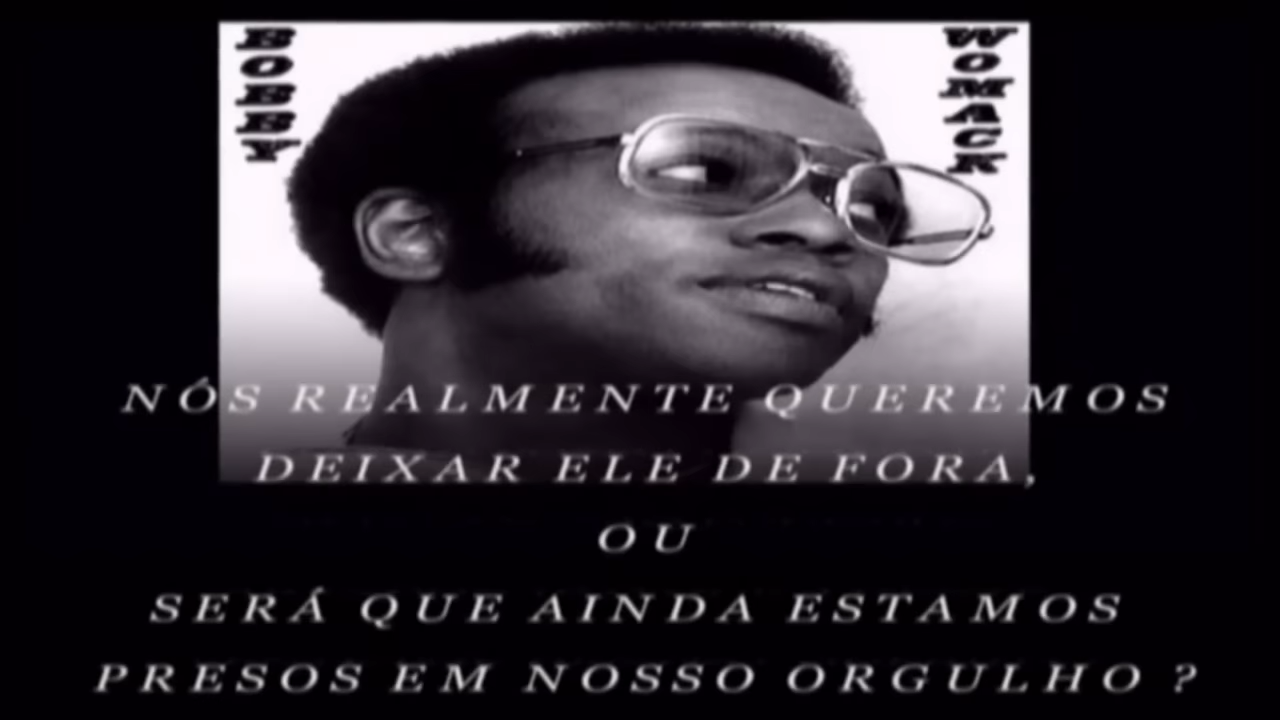 BOBBY
WOMACK
NÓS REALMENTE QUEREMOS
DEIXAR ELE DE FORA,
OU
SERÁ QUE AINDA ESTAMOS
PRESOS EM NOSSO ORGULHO ?